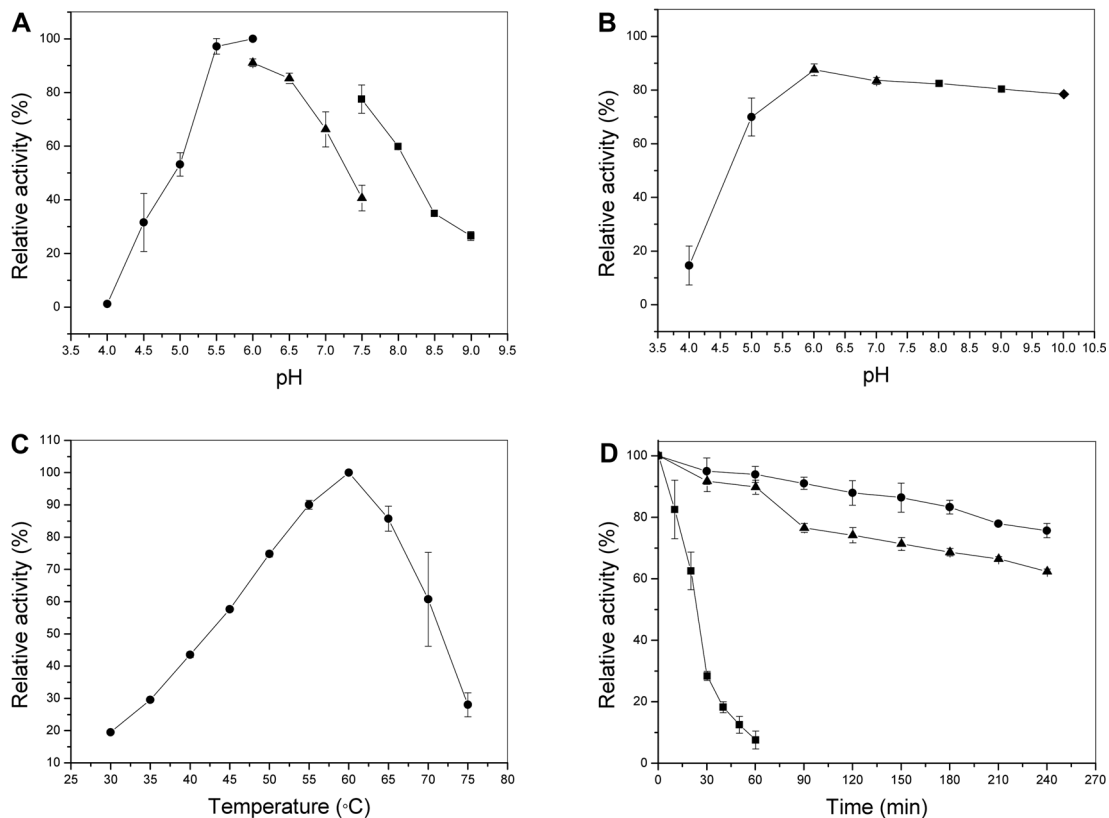 A
Relative activity (%)
100
80
60
40
20
0
3.5 4.0 4.5 5.0 5.5 6.0 6.5 7.0 7.5 8.0 8.5 9.0 9.5
pH
B
Relative activity (%)
100
80
60
40
20
0
3.5 4.0 4.5 5.0 5.5 6.0 6.5 7.0 7.5 8.0 8.5 9.0 9.5 10.0 10.5
pH
C
Relative activity (%)
110
100
90
80
70
60
50
40
30
20
10
25 30 35 40 45 50 55 60 65 70 75 80
Temperature (◦C)
D
Relative activity (%)
100
80
60
40
20
0
0 30 60 90 120 150 180 210 240 270
Time (min)